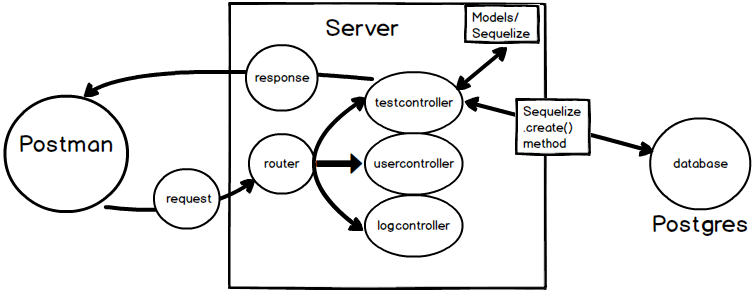 Models/
Sequelize
Server
response
testcontroller
Sequelize
.create()
method
Postman
router
usercontroller
database
request
logcontroller
Postgres